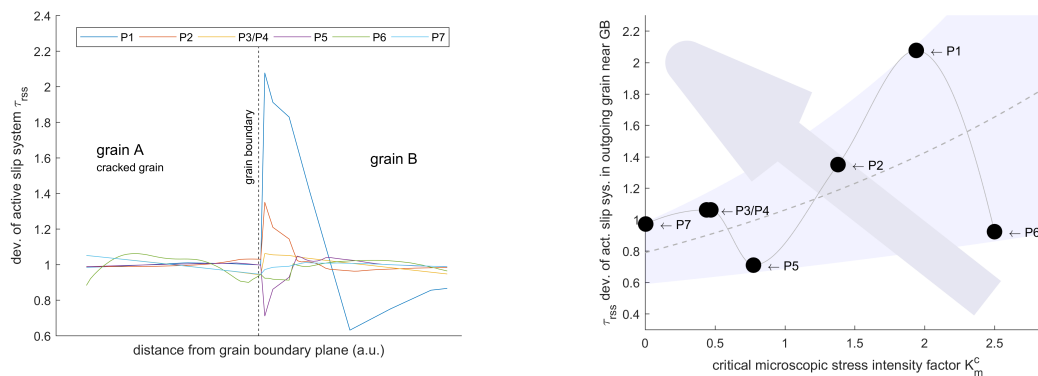 2.4
2.2
2
1.8
1.6
1.4
1.2
1
0.8
0.6
dev. of active slip system τ_rss
P1 P2 P3/P4 P5 P6 P7
grain boundary
grain A
cracked grain
grain B
distance from grain boundary plane (a.u.)
2.2
2
1.8
1.6
1.4
1.2
1
0.8
0.6
0.4
τ_rss dev. of act. slip sys. in outgoing grain near GB
← P1
← P2
← P3/P4
← P7
← P5
← P6
0 0.5 1 1.5 2 2.5
critical microscopic stress intensity factor K_m^c